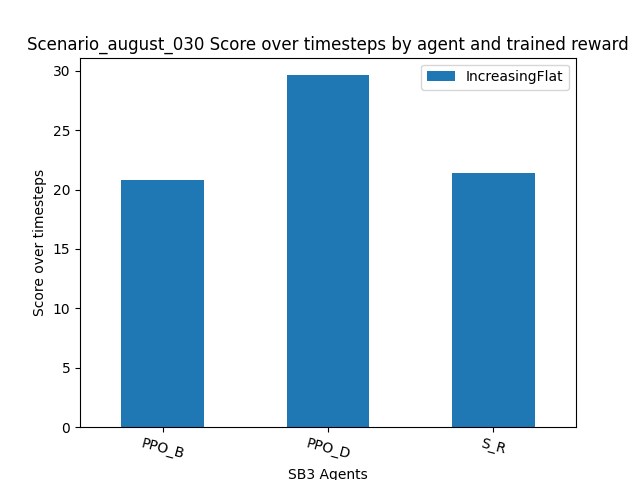 Scenario_august_030 Score over timesteps by agent and trained reward
IncreasingFlat
Score over timesteps
30
25
20
15
10
5
0
PPO_B
PPO_D
S_R
SB3 Agents